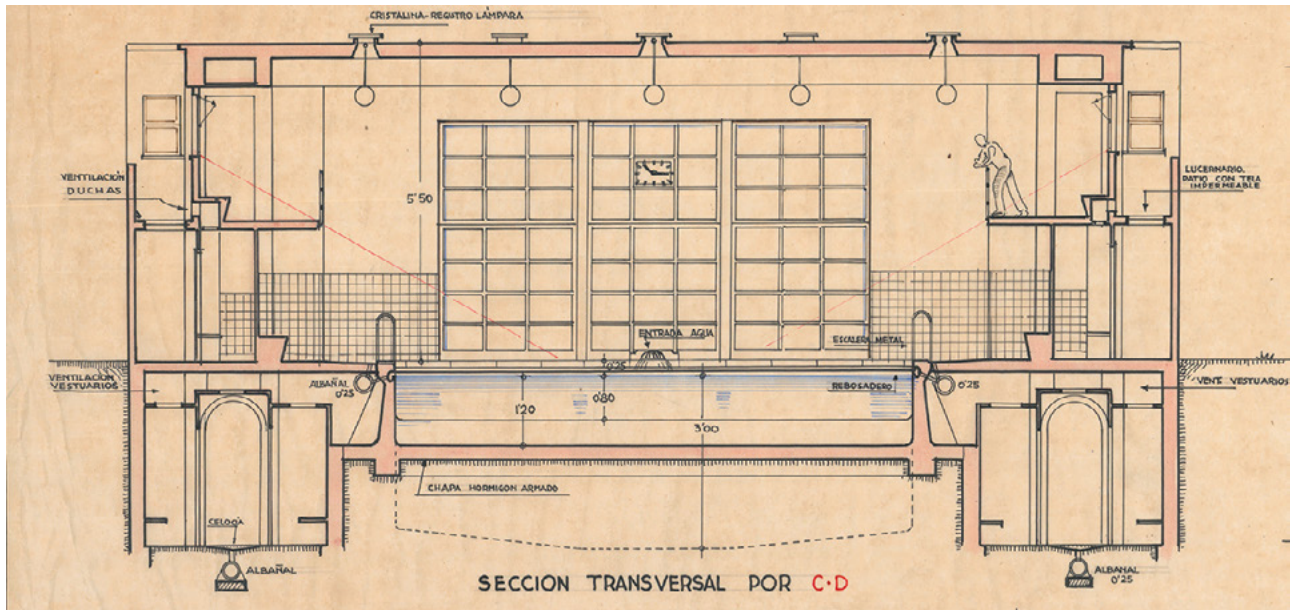 CRISTALINA-REGISTRO LÁMPARA
VENTILACIÓN
DUCHAS
5'50
LUCERNARIO.
PATIO CON TELA
IMPERMEABLE
ENTRADA AGUA
ESCALERA METAL
VENTILACIÓN
VESTUARIOS
ALBAÑAL
0'25
0'25
1'20
0'80
3'00
REBOSADERO
0'25
VENT. VESTUARIOS
CHAPA HORMIGON ARMADO
CELOSÍA
ALBAÑAL
ALBAÑAL
0'25
SECCION TRANSVERSAL POR C·D